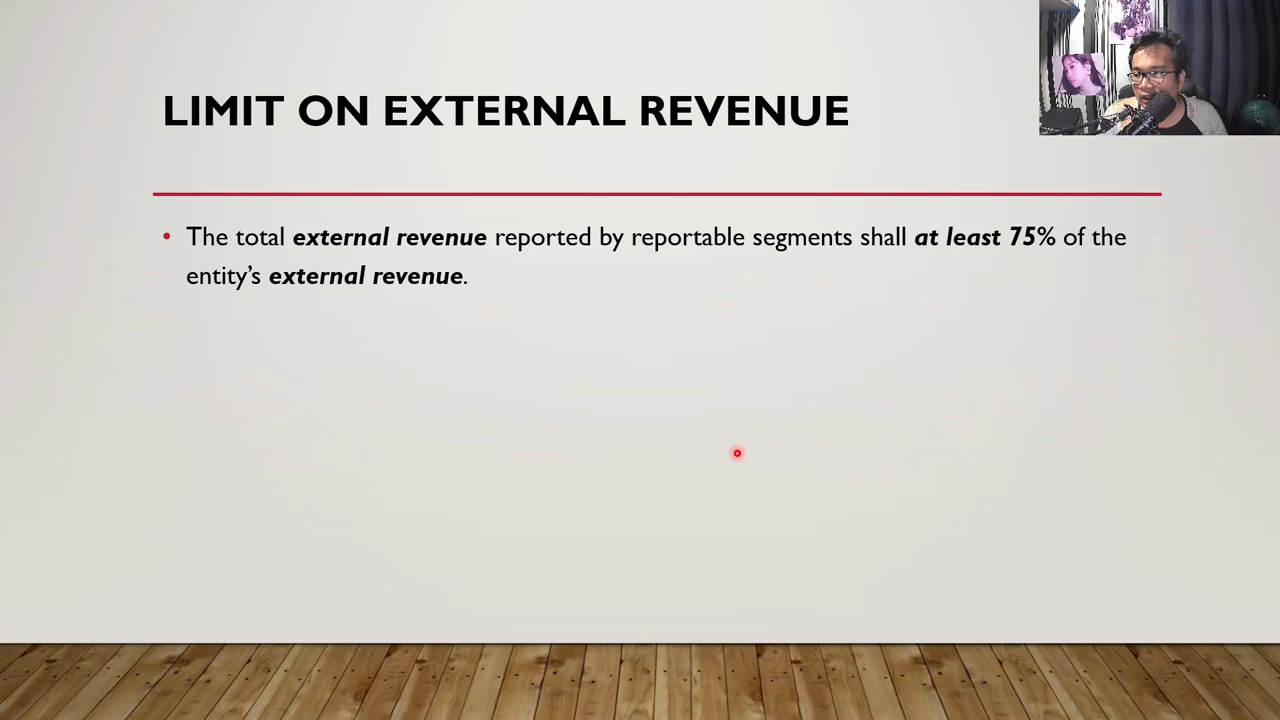 LIMIT ON EXTERNAL REVENUE
• The total external revenue reported by reportable segments shall at least 75% of the
entity’s external revenue.